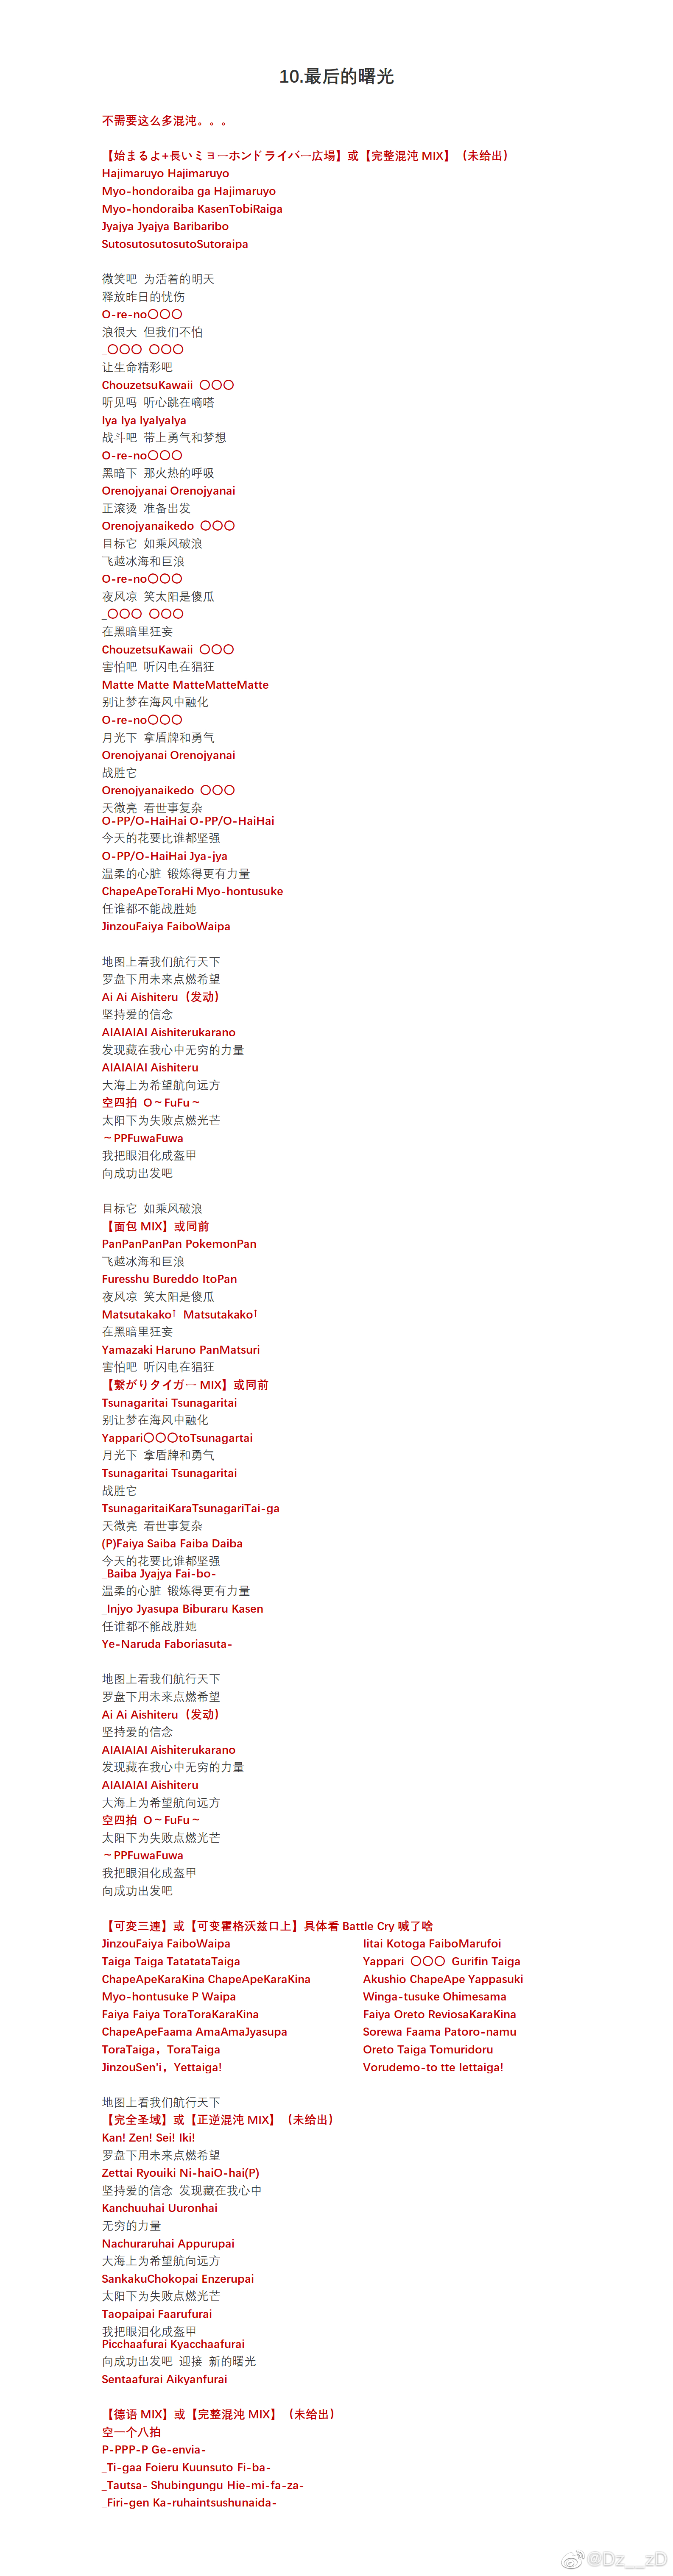 10.最后的曙光
不需要这么多混沌。。。
【始まるよ+長いミョーホンドライバー広場】或【完整混沌 MIX】（未给出）
Hajimaruyo Hajimaruyo
Myo-hondoraiba ga Hajimaruyo
Myo-hondoraiba KasenTobiRaiga
Jyajya Jyajya Baribaribo
SutosutosutosutoSutoraipa
微笑吧 为活着的明天
释放昨日的忧伤
O-re-no〇〇〇
浪很大 但我们不怕
_〇〇〇 〇〇〇
让生命精彩吧
ChouzetsuKawaii 〇〇〇
听见吗 听心跳在嘀嗒
Iya Iya IyaIyaIya
战斗吧 带上勇气和梦想
O-re-no〇〇〇
黑暗下 那火热的呼吸
Orenojyanai Orenojyanai
正滚烫 准备出发
Orenojyanaikedo 〇〇〇
目标它 如乘风破浪
飞越冰海和巨浪
O-re-no〇〇〇
夜风凉 笑太阳是傻瓜
_〇〇〇 〇〇〇
在黑暗里狂妄
ChouzetsuKawaii 〇〇〇
害怕吧 听闪电在猖狂
Matte Matte MatteMatteMatte
别让梦在海风中融化
O-re-no〇〇〇
月光下 拿盾牌和勇气
Orenojyanai Orenojyanai
战胜它
Orenojyanaikedo 〇〇〇
天微亮 看世事复杂
O-PP/O-HaiHai O-PP/O-HaiHai
今天的花要比谁都坚强
O-PP/O-HaiHai Jya-jya
温柔的心脏 锻炼得更有力量
ChapeApeToraHi Myo-hontusuke
任谁都不能战胜她
JinzouFaiya FaiboWaipa
地图上看我们航行天下
罗盘下用未来点燃希望
Ai Ai Aishiteru（发动）
坚持爱的信念
AIAIAIAI Aishiterukarano
发现藏在我心中无穷的力量
AIAIAIAI Aishiteru
大海上为希望航向远方
空四拍 O～FuFu～
太阳下为失败点燃光芒
～PPFuwaFuwa
我把眼泪化成盔甲
向成功出发吧
目标它 如乘风破浪
【面包 MIX】或同前
PanPanPanPan PokemonPan
飞越冰海和巨浪
Furesshu Bureddo ItoPan
夜风凉 笑太阳是傻瓜
Matsutakako↑ Matsutakako↑
在黑暗里狂妄
Yamazaki Haruno PanMatsuri
害怕吧 听闪电在猖狂
【繋がりタイガー MIX】或同前
Tsunagaritai Tsunagaritai
别让梦在海风中融化
Yappari〇〇〇toTsunagartai
月光下 拿盾牌和勇气
Tsunagaritai Tsunagaritai
战胜它
TsunagaritaiKaraTsunagariTai-ga
天微亮 看世事复杂
(P)Faiya Saiba Faiba Daiba
今天的花要比谁都坚强
_Baiba Jyajya Fai-bo-
温柔的心脏 锻炼得更有力量
_Injyo Jyasupa Biburaru Kasen
任谁都不能战胜她
Ye-Naruda Faboriasuta-
地图上看我们航行天下
罗盘下用未来点燃希望
Ai Ai Aishiteru（发动）
坚持爱的信念
AIAIAIAI Aishiterukarano
发现藏在我心中无穷的力量
AIAIAIAI Aishiteru
大海上为希望航向远方
空四拍 O～FuFu～
太阳下为失败点燃光芒
～PPFuwaFuwa
我把眼泪化成盔甲
向成功出发吧
【可变三連】或【可变霍格沃兹口上】具体看 Battle Cry 喊了啥
JinzouFaiya FaiboWaipa
Taiga Taiga TatatataTaiga
ChapeApeKaraKina ChapeApeKaraKina
Myo-hontusuke P Waipa
Faiya Faiya ToraToraKaraKina
ChapeApeFaama AmaAmaJyasupa
ToraTaiga，ToraTaiga
JinzouSen'i，Yettaiga!
Iitai Kotoga FaiboMarufoi
Yappari 〇〇〇 Gurifin Taiga
Akushio ChapeApe Yappasuki
Winga-tusuke Ohimesama
Faiya Oreto ReviosaKaraKina
Sorewa Faama Patoro-namu
Oreto Taiga Tomuridoru
Vorudemo-to tte Iettaiga!
地图上看我们航行天下
【完全圣域】或【正逆混沌 MIX】（未给出）
Kan! Zen! Sei! Iki!
罗盘下用未来点燃希望
Zettai Ryouiki Ni-haiO-hai(P)
坚持爱的信念 发现藏在我心中
Kanchuuhai Uuronhai
无穷的力量
Nachuraruhai Appurupai
大海上为希望航向远方
SankakuChokopai Enzerupai
太阳下为失败点燃光芒
Taopaipai Faarufurai
我把眼泪化成盔甲
Picchaafurai Kyacchaafurai
向成功出发吧 迎接 新的曙光
Sentaafurai Aikyanfurai
【德语 MIX】或【完整混沌 MIX】（未给出）
空一个八拍
P-PPP-P Ge-envia-
_Ti-gaa Foieru Kuunsuto Fi-ba-
_Tautsa- Shubingungu Hie-mi-fa-za-
_Firi-gen Ka-ruhaintsushunaida-
@Dz__zD